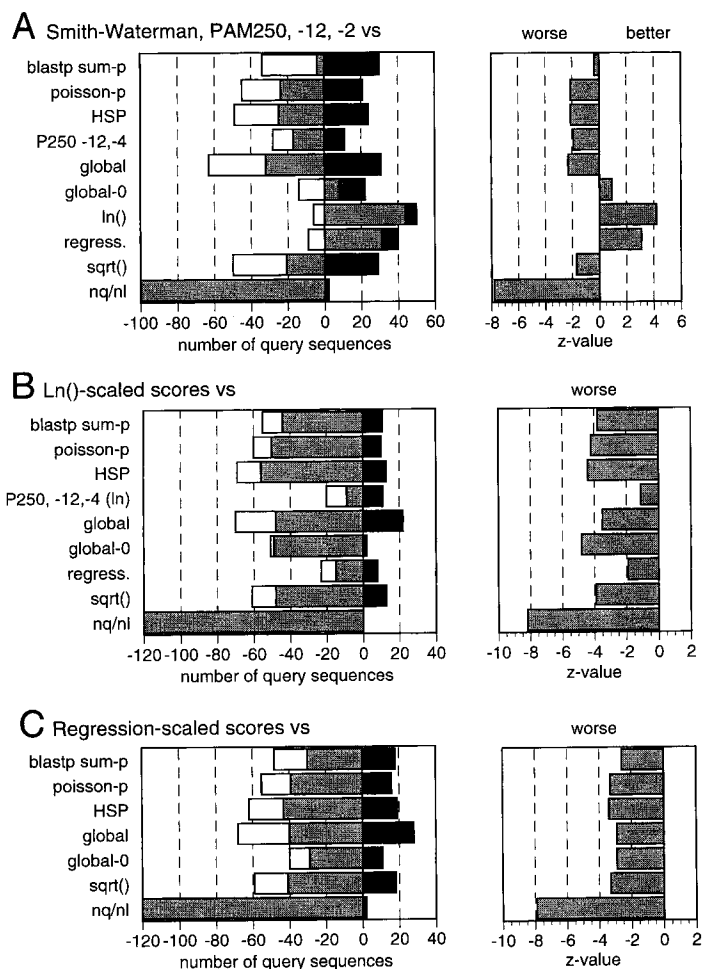 A Smith-Waterman, PAM250, -12, -2 vs
worse better
blastp sum-p
poisson-p
HSP
P250 -12,-4
global
global-0
ln()
regress.
sqrt()
nq/nl
-100 -80 -60 -40 -20 0 20 40 60
number of query sequences
-8 -6 -4 -2 0 2 4 6
z-value
B Ln()-scaled scores vs
worse
blastp sum-p
poisson-p
HSP
P250, -12,-4 (ln)
global
global-0
regress.
sqrt()
nq/nl
-120 -100 -80 -60 -40 -20 0 20 40
number of query sequences
-10 -8 -6 -4 -2 0 2
z-value
C Regression-scaled scores vs
worse
blastp sum-p
poisson-p
HSP
global
global-0
sqrt()
nq/nl
-120 -100 -80 -60 -40 -20 0 20 40
number of query sequences
-10 -8 -6 -4 -2 0 2
z-value